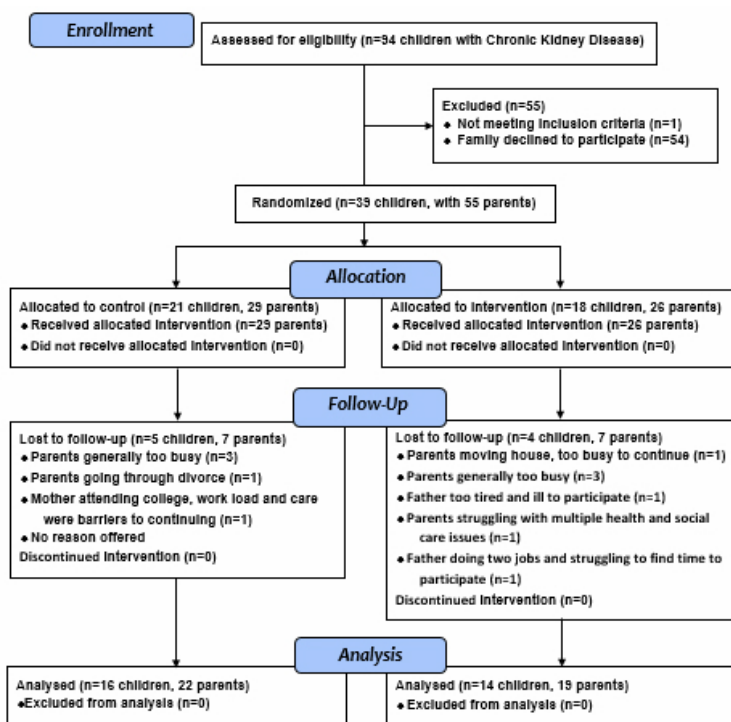 Enrollment
Assessed for eligibility (n=94 children with Chronic Kidney Disease)
Excluded (n=55)
◆ Not meeting inclusion criteria (n=1)
◆ Family declined to participate (n=54)
Randomized (n=39 children, with 55 parents)
Allocation
Allocated to control (n=21 children, 29 parents)
◆ Received allocated intervention (n=29 parents)
◆ Did not receive allocated intervention (n=0)
Allocated to intervention (n=18 children, 26 parents)
◆ Received allocated intervention (n=26 parents)
◆ Did not receive allocated intervention (n=0)
Follow-Up
Lost to follow-up (n=5 children, 7 parents)
◆ Parents generally too busy (n=3)
◆ Parents going through divorce (n=1)
◆ Mother attending college, work load and care
were barriers to continuing (n=1)
◆ No reason offered
Discontinued intervention (n=0)
Lost to follow-up (n=4 children, 7 parents)
◆ Parents moving house, too busy to continue (n=1)
◆ Parents generally too busy (n=3)
◆ Father too tired and ill to participate (n=1)
◆ Parents struggling with multiple health and social
care issues (n=1)
◆ Father doing two jobs and struggling to find time to
participate (n=1)
Discontinued intervention (n=0)
Analysis
Analysed (n=16 children, 22 parents)
◆Excluded from analysis (n=0)
Analysed (n=14 children, 19 parents)
◆ Excluded from analysis (n=0)